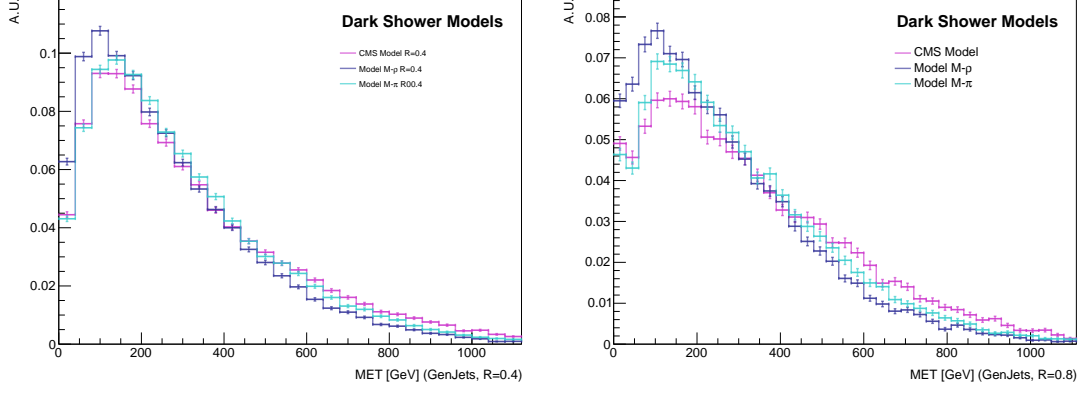 A.U.
Dark Shower Models
CMS Model R=0.4
Model M-ρ R=0.4
Model M-π R00.4
0.1
0.08
0.06
0.04
0.02
0
0 200 400 600 800 1000
MET [GeV] (GenJets, R=0.4)
A.U.
Dark Shower Models
CMS Model
Model M-ρ
Model M-π
0.08
0.07
0.06
0.05
0.04
0.03
0.02
0.01
0
0 200 400 600 800 1000
MET [GeV] (GenJets, R=0.8)